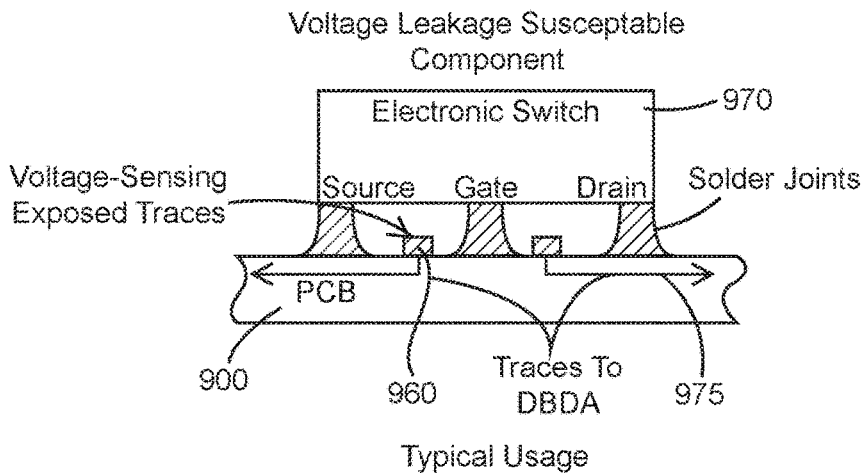 Voltage Leakage Susceptable
Component
Electronic Switch
970
Voltage-Sensing
Exposed Traces
Source
Gate
Drain
Solder Joints
PCB
900
960
Traces To
DBDA
975
Typical Usage